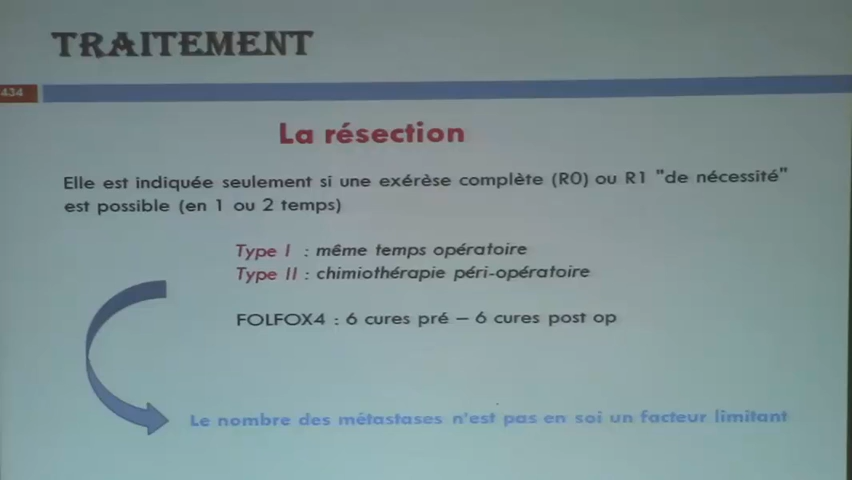 TRAITEMENT
434
La résection
Elle est indiquée seulement si une exérèse complète (R0) ou R1 "de nécessité"
est possible (en 1 ou 2 temps)
Type I : même temps opératoire
Type II : chimiothérapie péri-opératoire
FOLFOX4 : 6 cures pré – 6 cures post op
Le nombre des métastases n'est pas en soi un facteur limitant